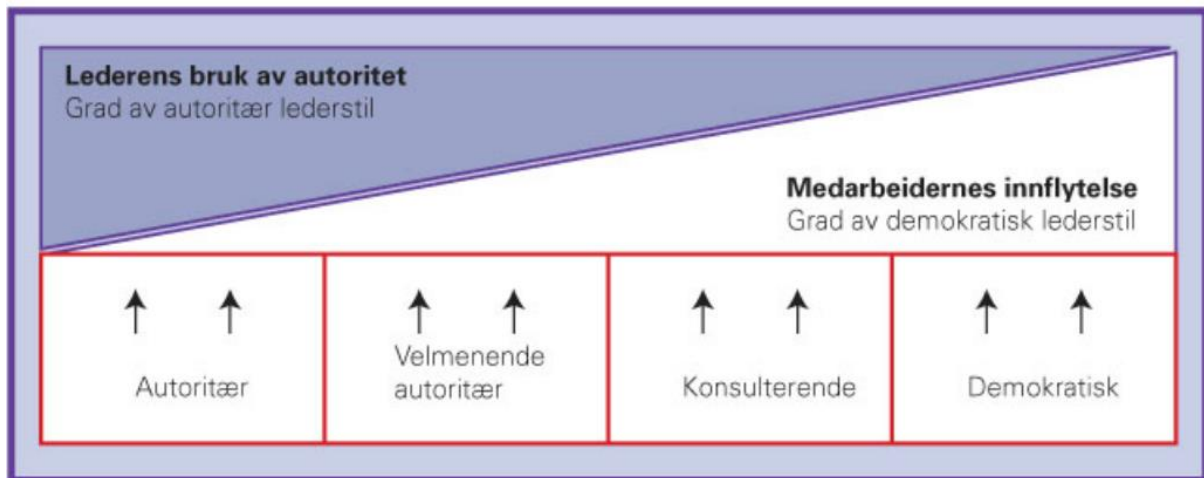 Lederens bruk av autoritet
Grad av autoritær lederstil
Medarbeidernes innflytelse
Grad av demokratisk lederstil
Autoritær
Velmenende
autoritær
Konsulterende
Demokratisk